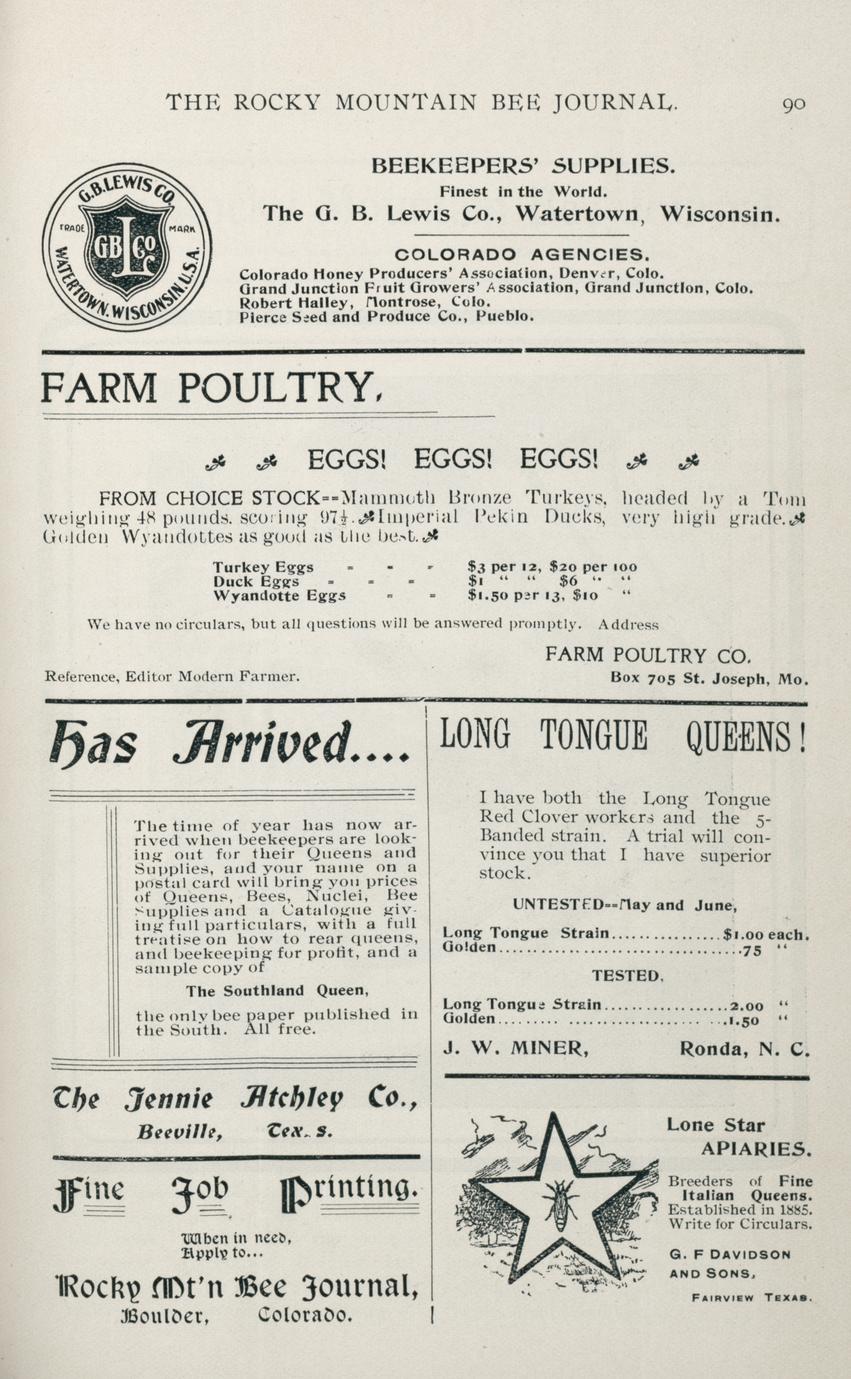 THE ROCKY MOUNTAIN BEE JOURNAL. 90
G.B. LEWIS CO
TRADE MARK
GB L Co
WATERTOWN. WISCONSIN. U.S.A.
BEEKEEPERS' SUPPLIES.
Finest in the World.
The G. B. Lewis Co., Watertown, Wisconsin.
COLORADO AGENCIES.
Colorado Honey Producers' Association, Denver, Colo.
Grand Junction Fruit Growers' Association, Grand Junction, Colo.
Robert Halley, Montrose, Colo.
Pierce Seed and Produce Co., Pueblo.
FARM POULTRY.
EGGS! EGGS! EGGS!
FROM CHOICE STOCK==Mammoth Bronze Turkeys, headed by a Tom
weighing 48 pounds. scoring 97½. Imperial Pekin Ducks, very high grade.
Golden Wyandottes as good as the best.
Turkey Eggs - - - $3 per 12, $20 per 100
Duck Eggs - - - $1 “ “ $6 “ “
Wyandotte Eggs - - $1.50 per 13, $10 “
We have no circulars, but all questions will be answered promptly. Address
FARM POULTRY CO.
Reference, Editor Modern Farmer. Box 705 St. Joseph, Mo.
Has Arrived....
The time of year has now ar-
rived when beekeepers are look-
ing out for their Queens and
Supplies, and your name on a
postal card will bring you prices
of Queens, Bees, Nuclei, Bee
Supplies and a Catalogue giv-
ing full particulars, with a full
treatise on how to rear queens,
and beekeeping for profit, and a
sample copy of
The Southland Queen,
the only bee paper published in
the South. All free.
The Jennie Atchley Co.,
Beeville, Tex. s.
Fine Job Printing.
When in need,
Apply to...
Rocky Mt'n Bee Journal,
Boulder, Colorado.
LONG TONGUE QUEENS!
I have both the Long Tongue
Red Clover workers and the 5-
Banded strain. A trial will con-
vince you that I have superior
stock.
UNTESTED==May and June,
Long Tongue Strain................$1.00 each.
Golden...................................75 “
TESTED.
Long Tongue Strain..................2.00 “
Golden......... .....................1.50 “
J. W. MINER, Ronda, N. C.
Lone Star
APIARIES.
Breeders of Fine
Italian Queens.
Established in 1885.
Write for Circulars.
G. F DAVIDSON
AND SONS,
FAIRVIEW TEXAS.